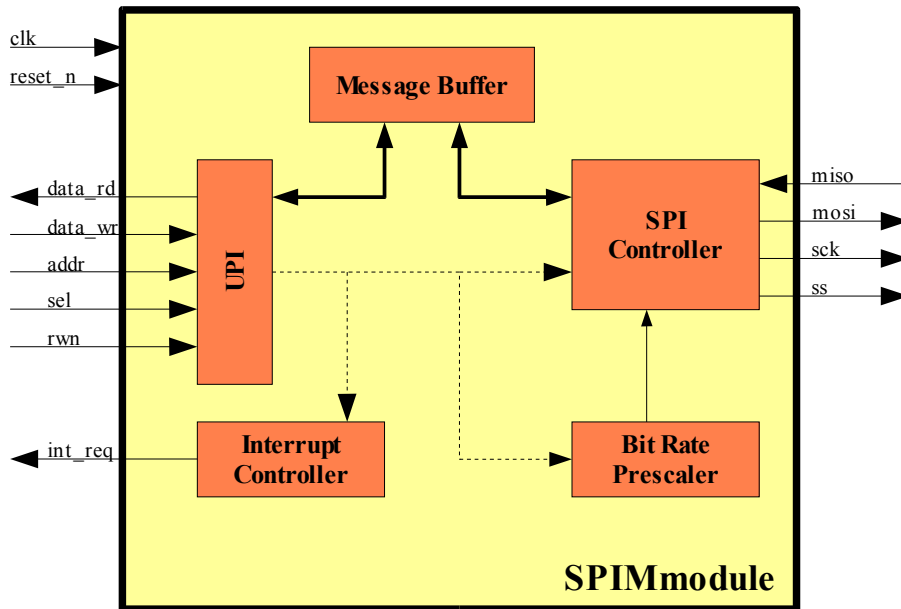 clk
reset_n
Message Buffer
data_rd
data_wr
addr
sel
rwn
UPI
SPI
Controller
miso
mosi
sck
ss
int_req
Interrupt
Controller
Bit Rate
Prescaler
SPIMmodule